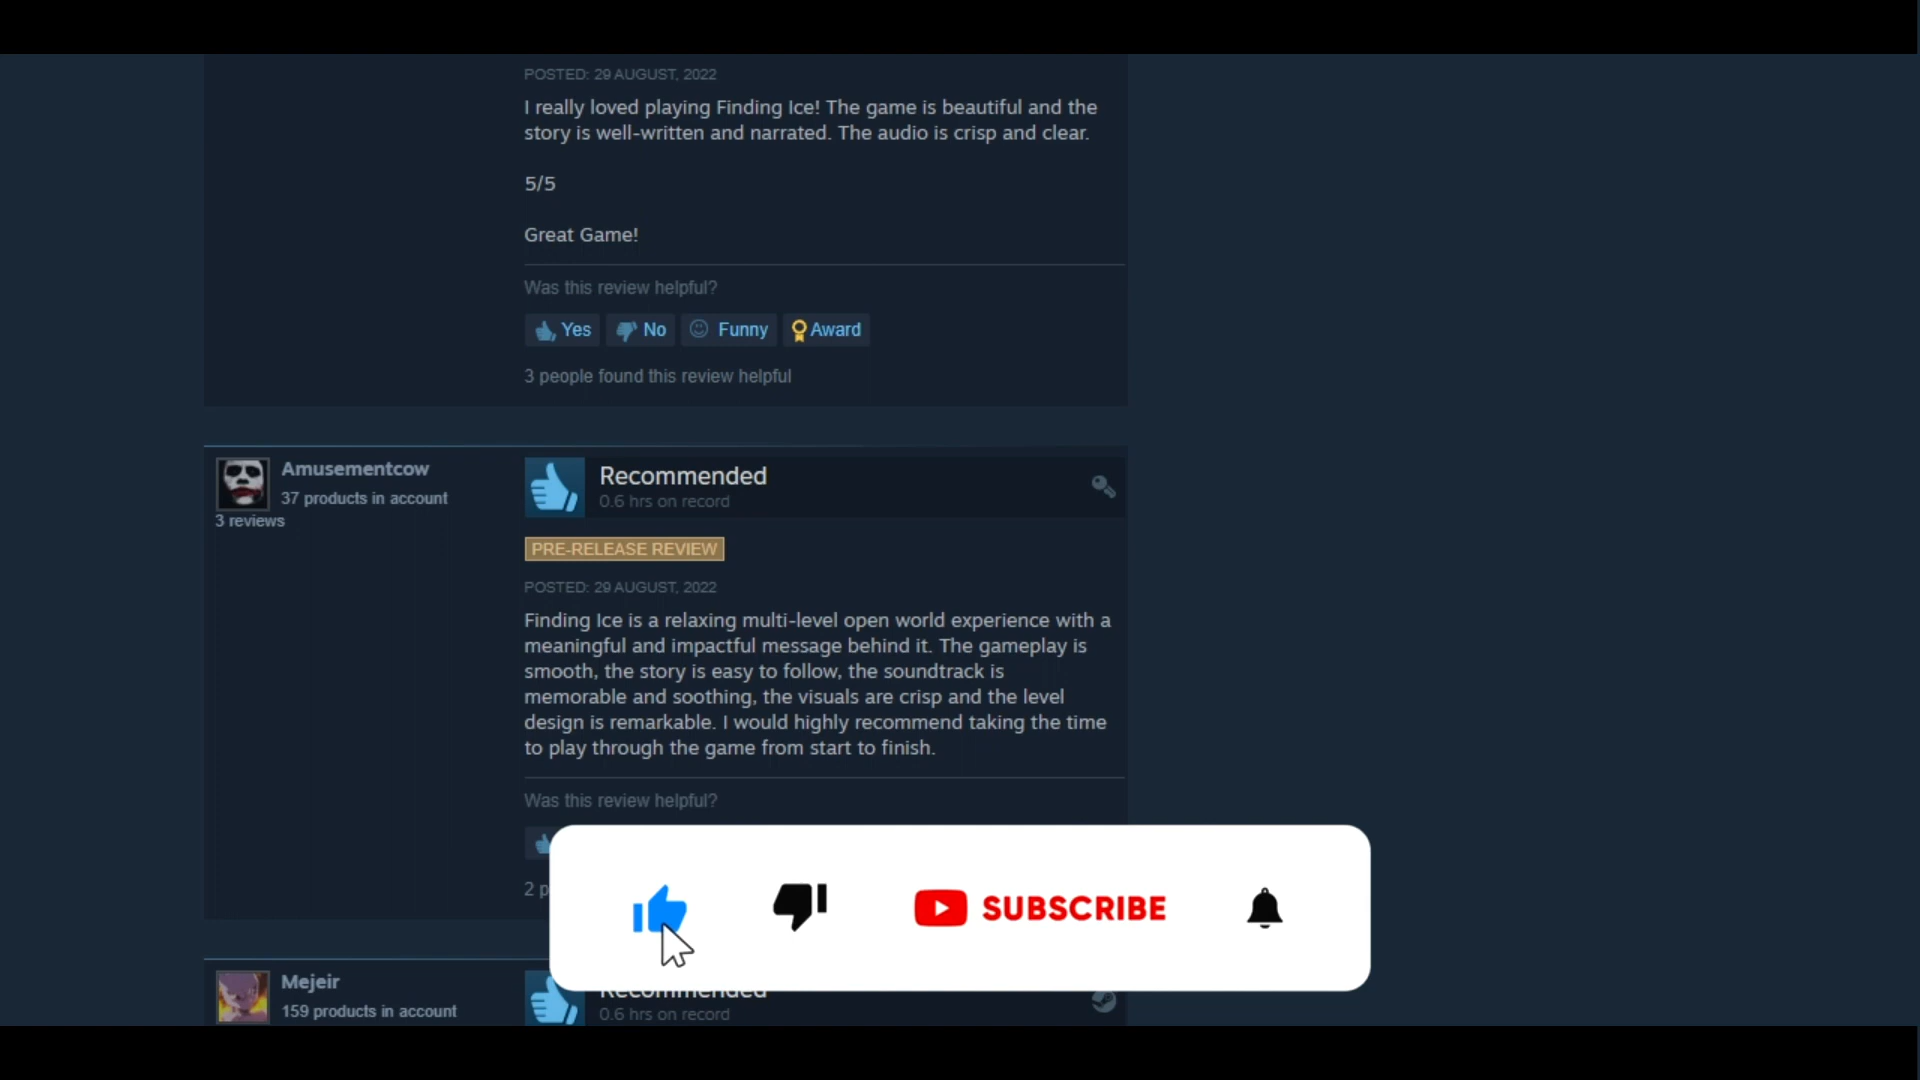 POSTED: 29 AUGUST, 2022
I really loved playing Finding Ice! The game is beautiful and the
story is well-written and narrated. The audio is crisp and clear.
5/5
Great Game!
Was this review helpful?
Yes No Funny Award
3 people found this review helpful
Amusementcow
37 products in account
3 reviews
Recommended
0.6 hrs on record
PRE-RELEASE REVIEW
POSTED: 29 AUGUST, 2022
Finding Ice is a relaxing multi-level open world experience with a
meaningful and impactful message behind it. The gameplay is
smooth, the story is easy to follow, the soundtrack is
memorable and soothing, the visuals are crisp and the level
design is remarkable. I would highly recommend taking the time
to play through the game from start to finish.
Was this review helpful?
2 p
SUBSCRIBE
Mejeir
159 products in account
Recommended
0.6 hrs on record